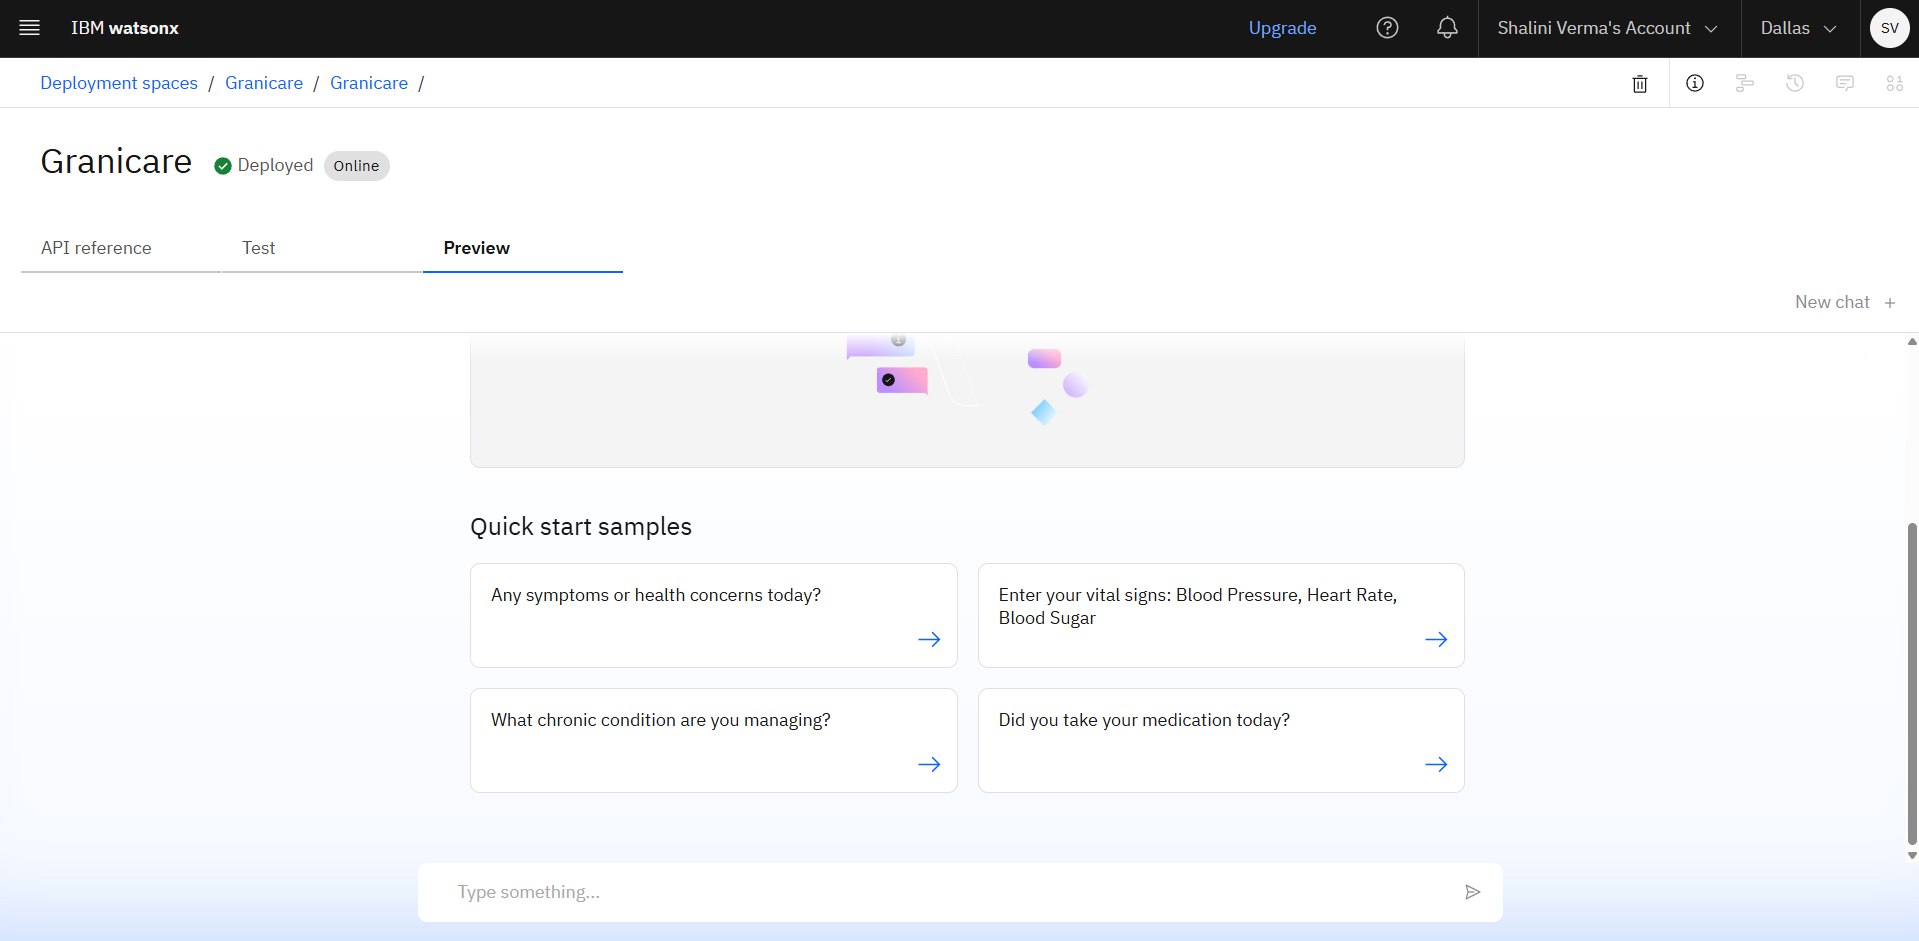 IBM watsonx
Upgrade
Shalini Verma's Account
Dallas
SV
Deployment spaces / Granicare / Granicare /
Granicare
Deployed
Online
API reference
Test
Preview
New chat +
Quick start samples
Any symptoms or health concerns today?
Enter your vital signs: Blood Pressure, Heart Rate,
Blood Sugar
What chronic condition are you managing?
Did you take your medication today?
Type something...